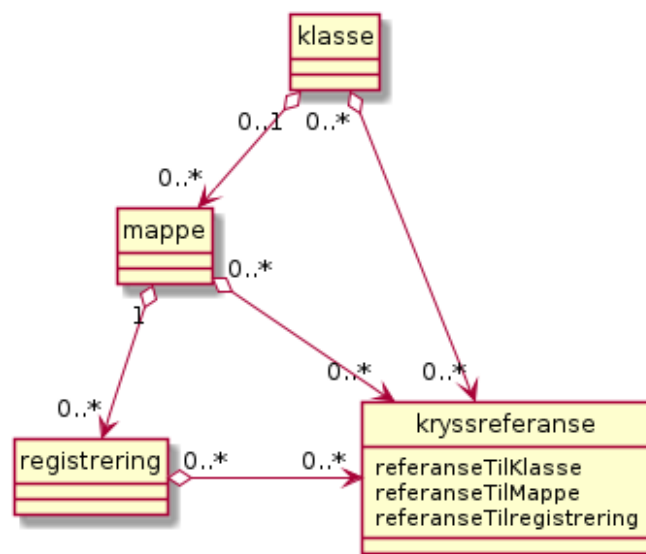 klasse
0..1
0..*
0..*
mappe
0..*
1
0..*
0..*
0..*
kryssreferanse
registrering
0..*
0..*
referanseTilKlasse
referanseTilMappe
referanseTilregistrering